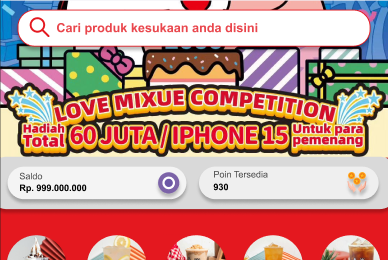 Cari produk kesukaan anda disini
LOVE MIXUE COMPETITION
Hadiah Total 60 JUTA/IPHONE 15 Untuk para pemenang
Saldo
Rp. 999.000.000
Poin Tersedia
930